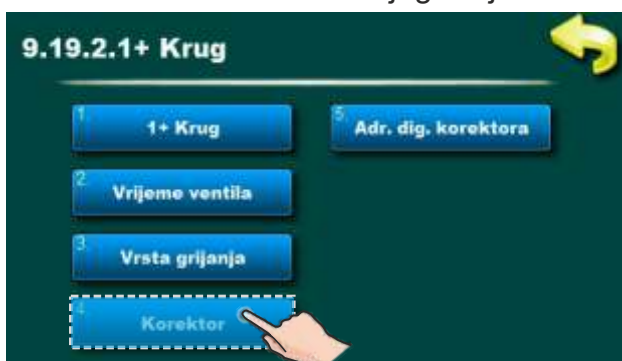 9.19.2.1+ Krug
1. 1+ Krug
2. Vrijeme ventila
3. Vrsta grijanja
4. Korektor
5. Adr. dig. korektora